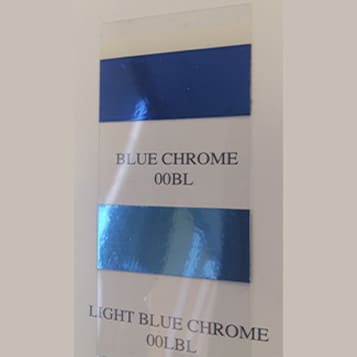 BLUE CHROME
00BL
LIGHT BLUE CHROME
00LBL